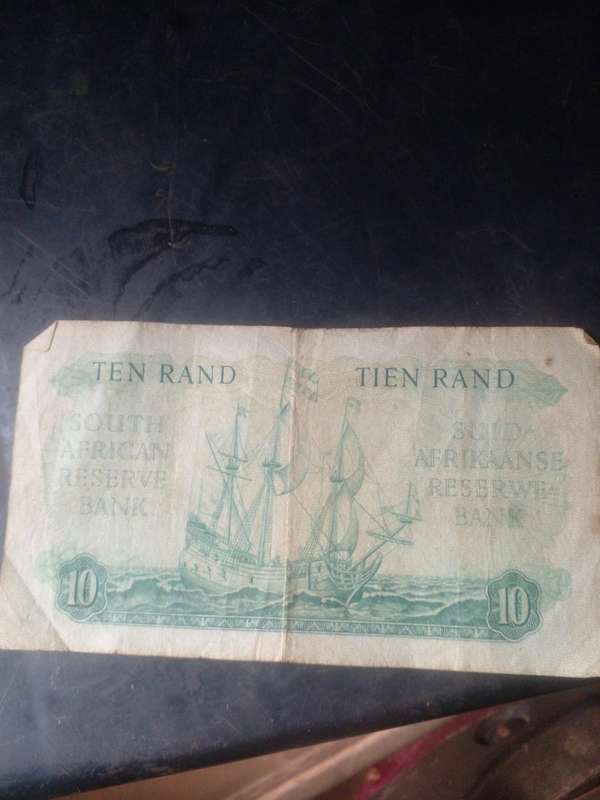 TEN RAND
TIEN RAND
SOUTH
AFRICAN
RESERVE
BANK
SUID-
AFRIKAANSE
RESERWE-
BANK
10
10